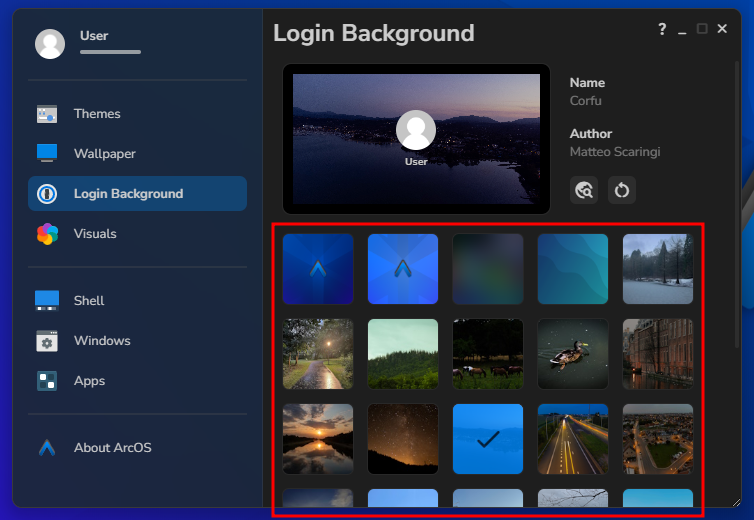 User
Themes
Wallpaper
Login Background
Visuals
Shell
Windows
Apps
About ArcOS
Login Background
?
User
Name
Corfu
Author
Matteo Scaringi